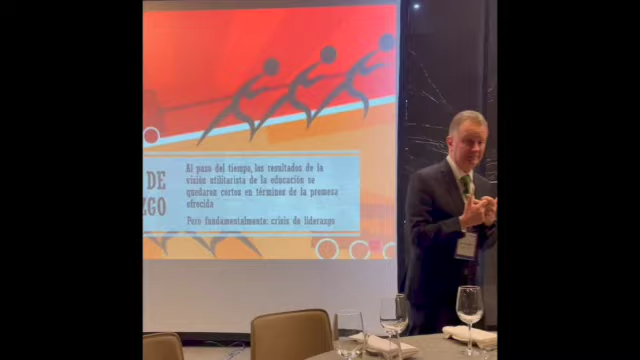 DE
ZGO
Al paso del tiempo, los resultados de la
visión utilitarista de la educación se
quedaron cortos en términos de la promesa
ofrecida
Pero fundamentalmente: crisis de liderazgo